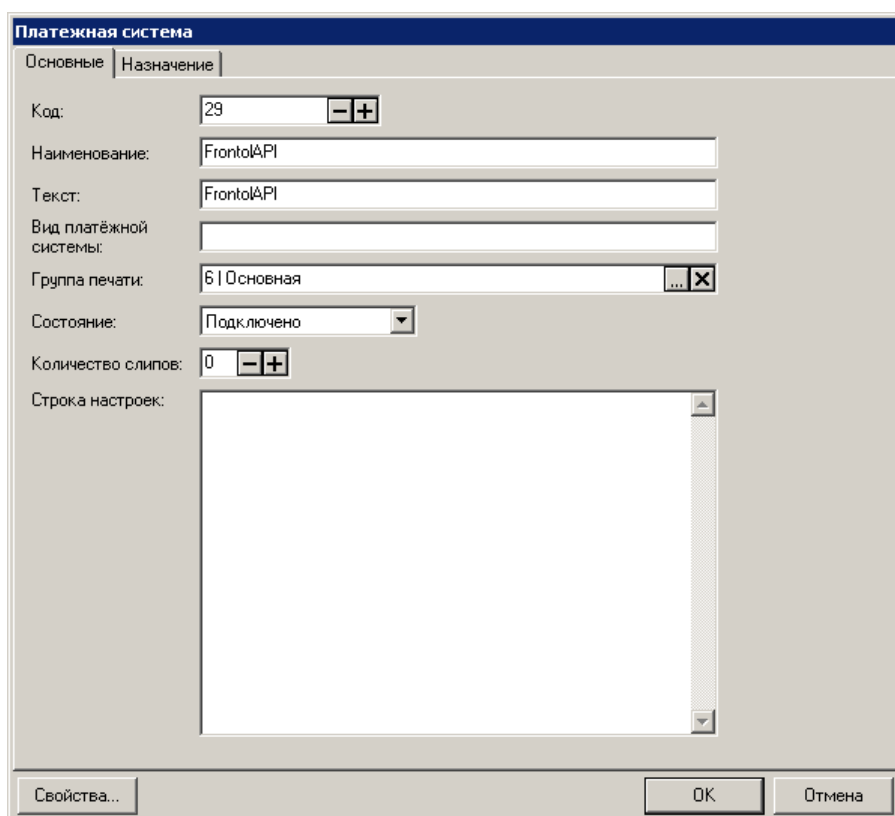 Платежная система
Основные Назначение
Код: 29
Наименование: FrontolAPI
Текст: FrontolAPI
Вид платёжной
системы:
Группа печати: 6 | Основная ...
Состояние: Подключено
Количество слипов: 0
Строка настроек:
Свойства... OK Отмена